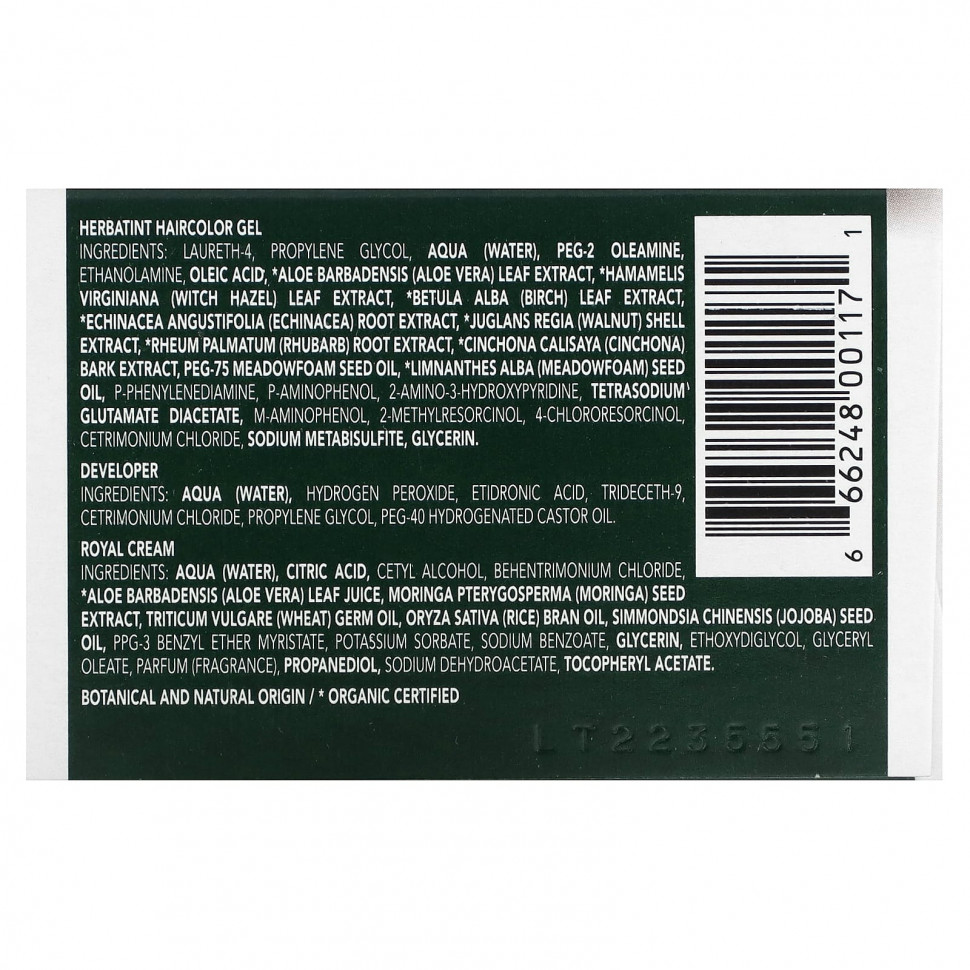 HERBATINT HAIRCOLOR GEL
INGREDIENTS: LAURETH-4, PROPYLENE GLYCOL, AQUA (WATER), PEG-2 OLEAMINE,
ETHANOLAMINE, OLEIC ACID, *ALOE BARBADENSIS (ALOE VERA) LEAF EXTRACT, *HAMAMELIS
VIRGINIANA (WITCH HAZEL) LEAF EXTRACT, *BETULA ALBA (BIRCH) LEAF EXTRACT,
*ECHINACEA ANGUSTIFOLIA (ECHINACEA) ROOT EXTRACT, *JUGLANS REGIA (WALNUT) SHELL
EXTRACT, *RHEUM PALMATUM (RHUBARB) ROOT EXTRACT, *CINCHONA CALISAYA (CINCHONA)
BARK EXTRACT, PEG-75 MEADOWFOAM SEED OIL, *LIMNANTHES ALBA (MEADOWFOAM) SEED
OIL, P-PHENYLENEDIAMINE, P-AMINOPHENOL, 2-AMINO-3-HYDROXYPYRIDINE, TETRASODIUM
GLUTAMATE DIACETATE, M-AMINOPHENOL, 2-METHYLRESORCINOL, 4-CHLORORESORCINOL,
CETRIMONIUM CHLORIDE, SODIUM METABISULFITE, GLYCERIN.
DEVELOPER
INGREDIENTS: AQUA (WATER), HYDROGEN PEROXIDE, ETIDRONIC ACID, TRIDECETH-9,
CETRIMONIUM CHLORIDE, PROPYLENE GLYCOL, PEG-40 HYDROGENATED CASTOR OIL.
ROYAL CREAM
INGREDIENTS: AQUA (WATER), CITRIC ACID, CETYL ALCOHOL, BEHENTRIMONIUM CHLORIDE,
*ALOE BARBADENSIS (ALOE VERA) LEAF JUICE, MORINGA PTERYGOSPERMA (MORINGA) SEED
EXTRACT, TRITICUM VULGARE (WHEAT) GERM OIL, ORYZA SATIVA (RICE) BRAN OIL, SIMMONDSIA CHINENSIS (JOJOBA) SEED
OIL, PPG-3 BENZYL ETHER MYRISTATE, POTASSIUM SORBATE, SODIUM BENZOATE, GLYCERIN, ETHOXYDIGLYCOL, GLYCERYL
OLEATE, PARFUM (FRAGRANCE), PROPANEDIOL, SODIUM DEHYDROACETATE, TOCOPHERYL ACETATE.
BOTANICAL AND NATURAL ORIGIN / * ORGANIC CERTIFIED
6 66248 00117 1
LT2235551